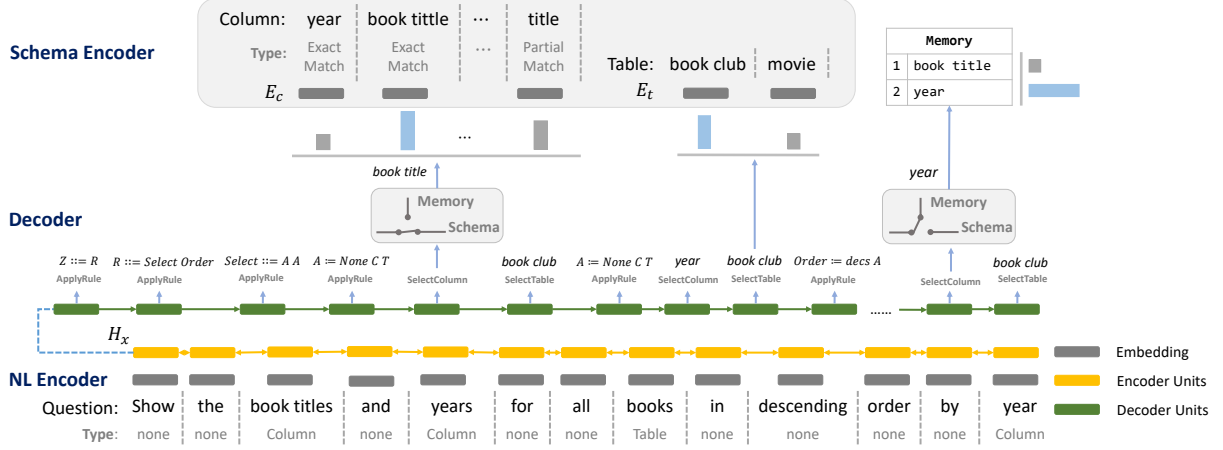 Column: year book tittle ... title
Schema Encoder
Type: Exact Match Exact Match ... Partial Match
Table: book club movie
E_c E_t
Memory
1 book title
2 year
...
book title
year
Memory
Schema
Memory
Schema
Decoder
Z ::= R R ::= Select Order Select ::= A A A ≔ None C T book club A ≔ None C T year book club Order ≔ decs A book club
ApplyRule ApplyRule ApplyRule ApplyRule SelectColumn SelectTable ApplyRule SelectColumn SelectTable ApplyRule SelectColumn SelectTable
......
H_x
Embedding
NL Encoder
Encoder Units
Question: Show the book titles and years for all books in descending order by year
Decoder Units
Type: none none Column none Column none none Table none none none none Column